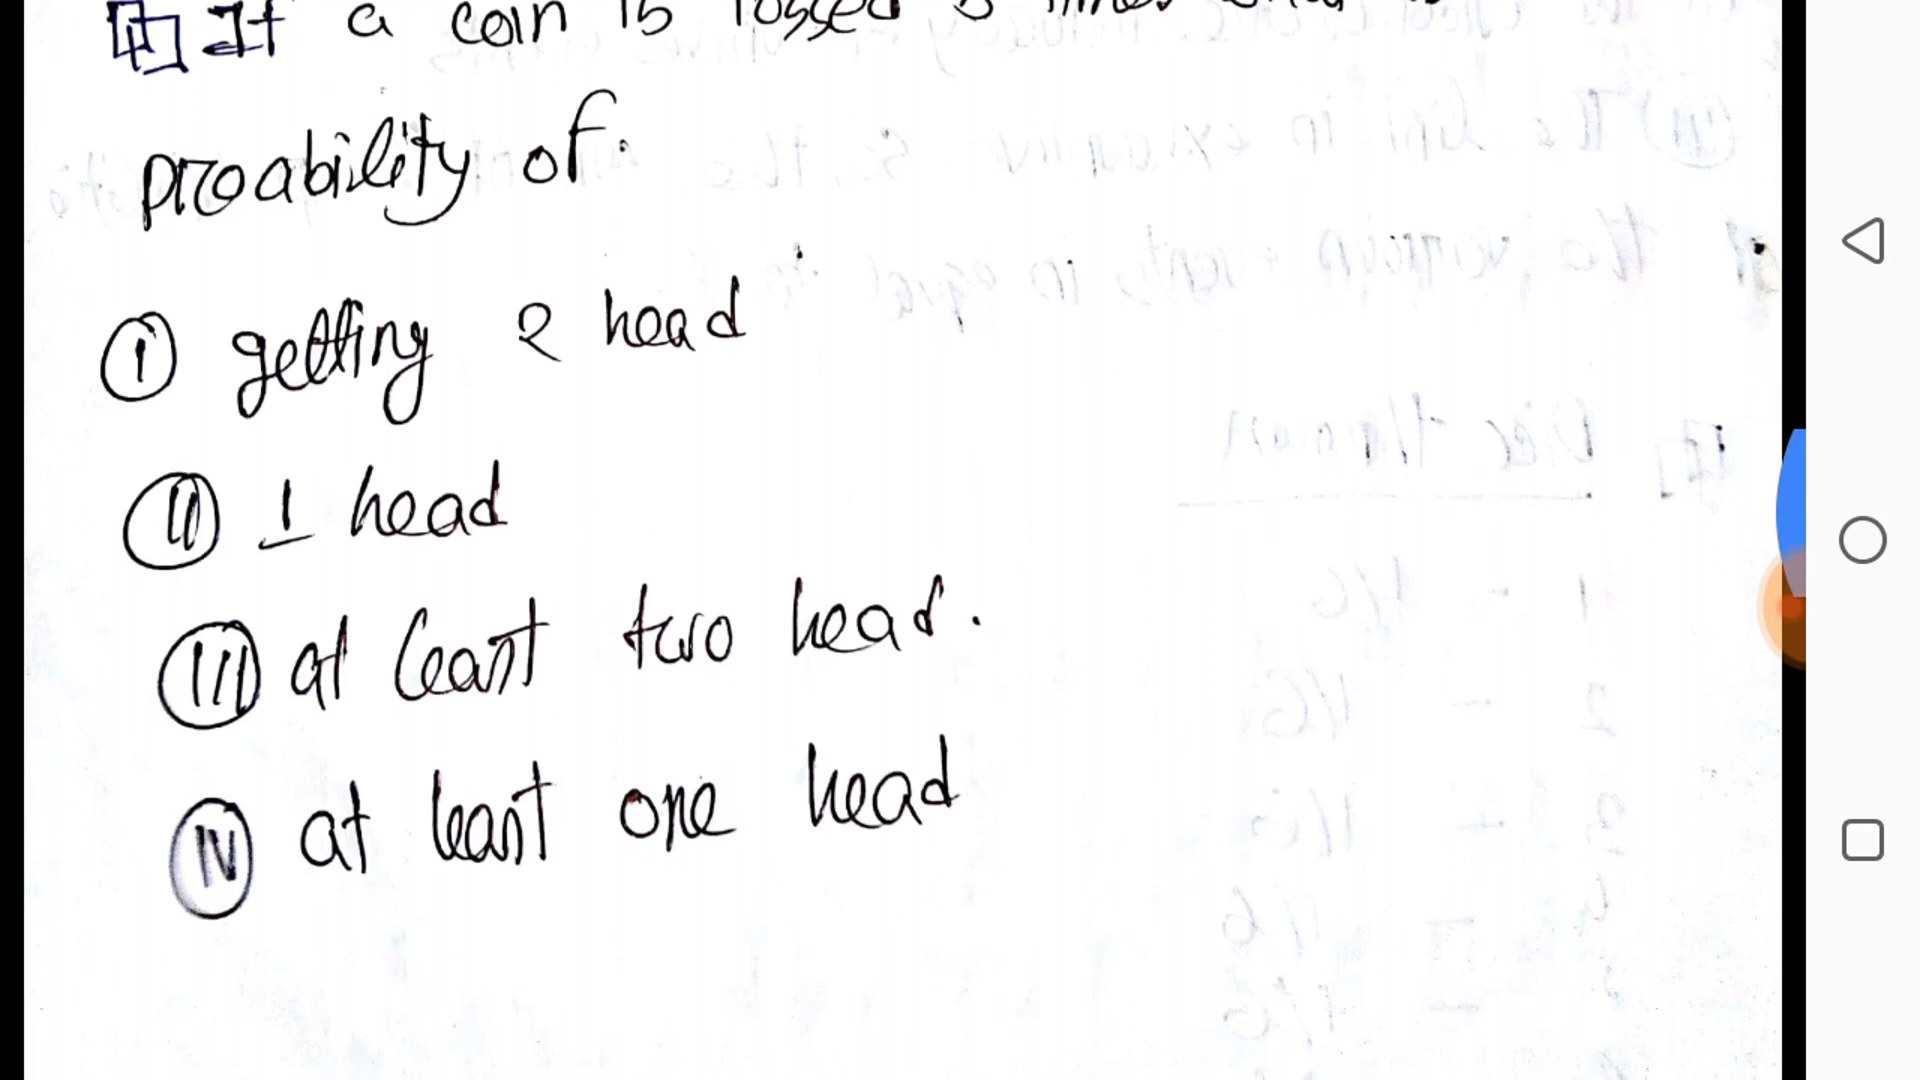 If a coin is tossed
proability of.
I getting 2 head
II 1 head
III at least two head.
IV at least one head